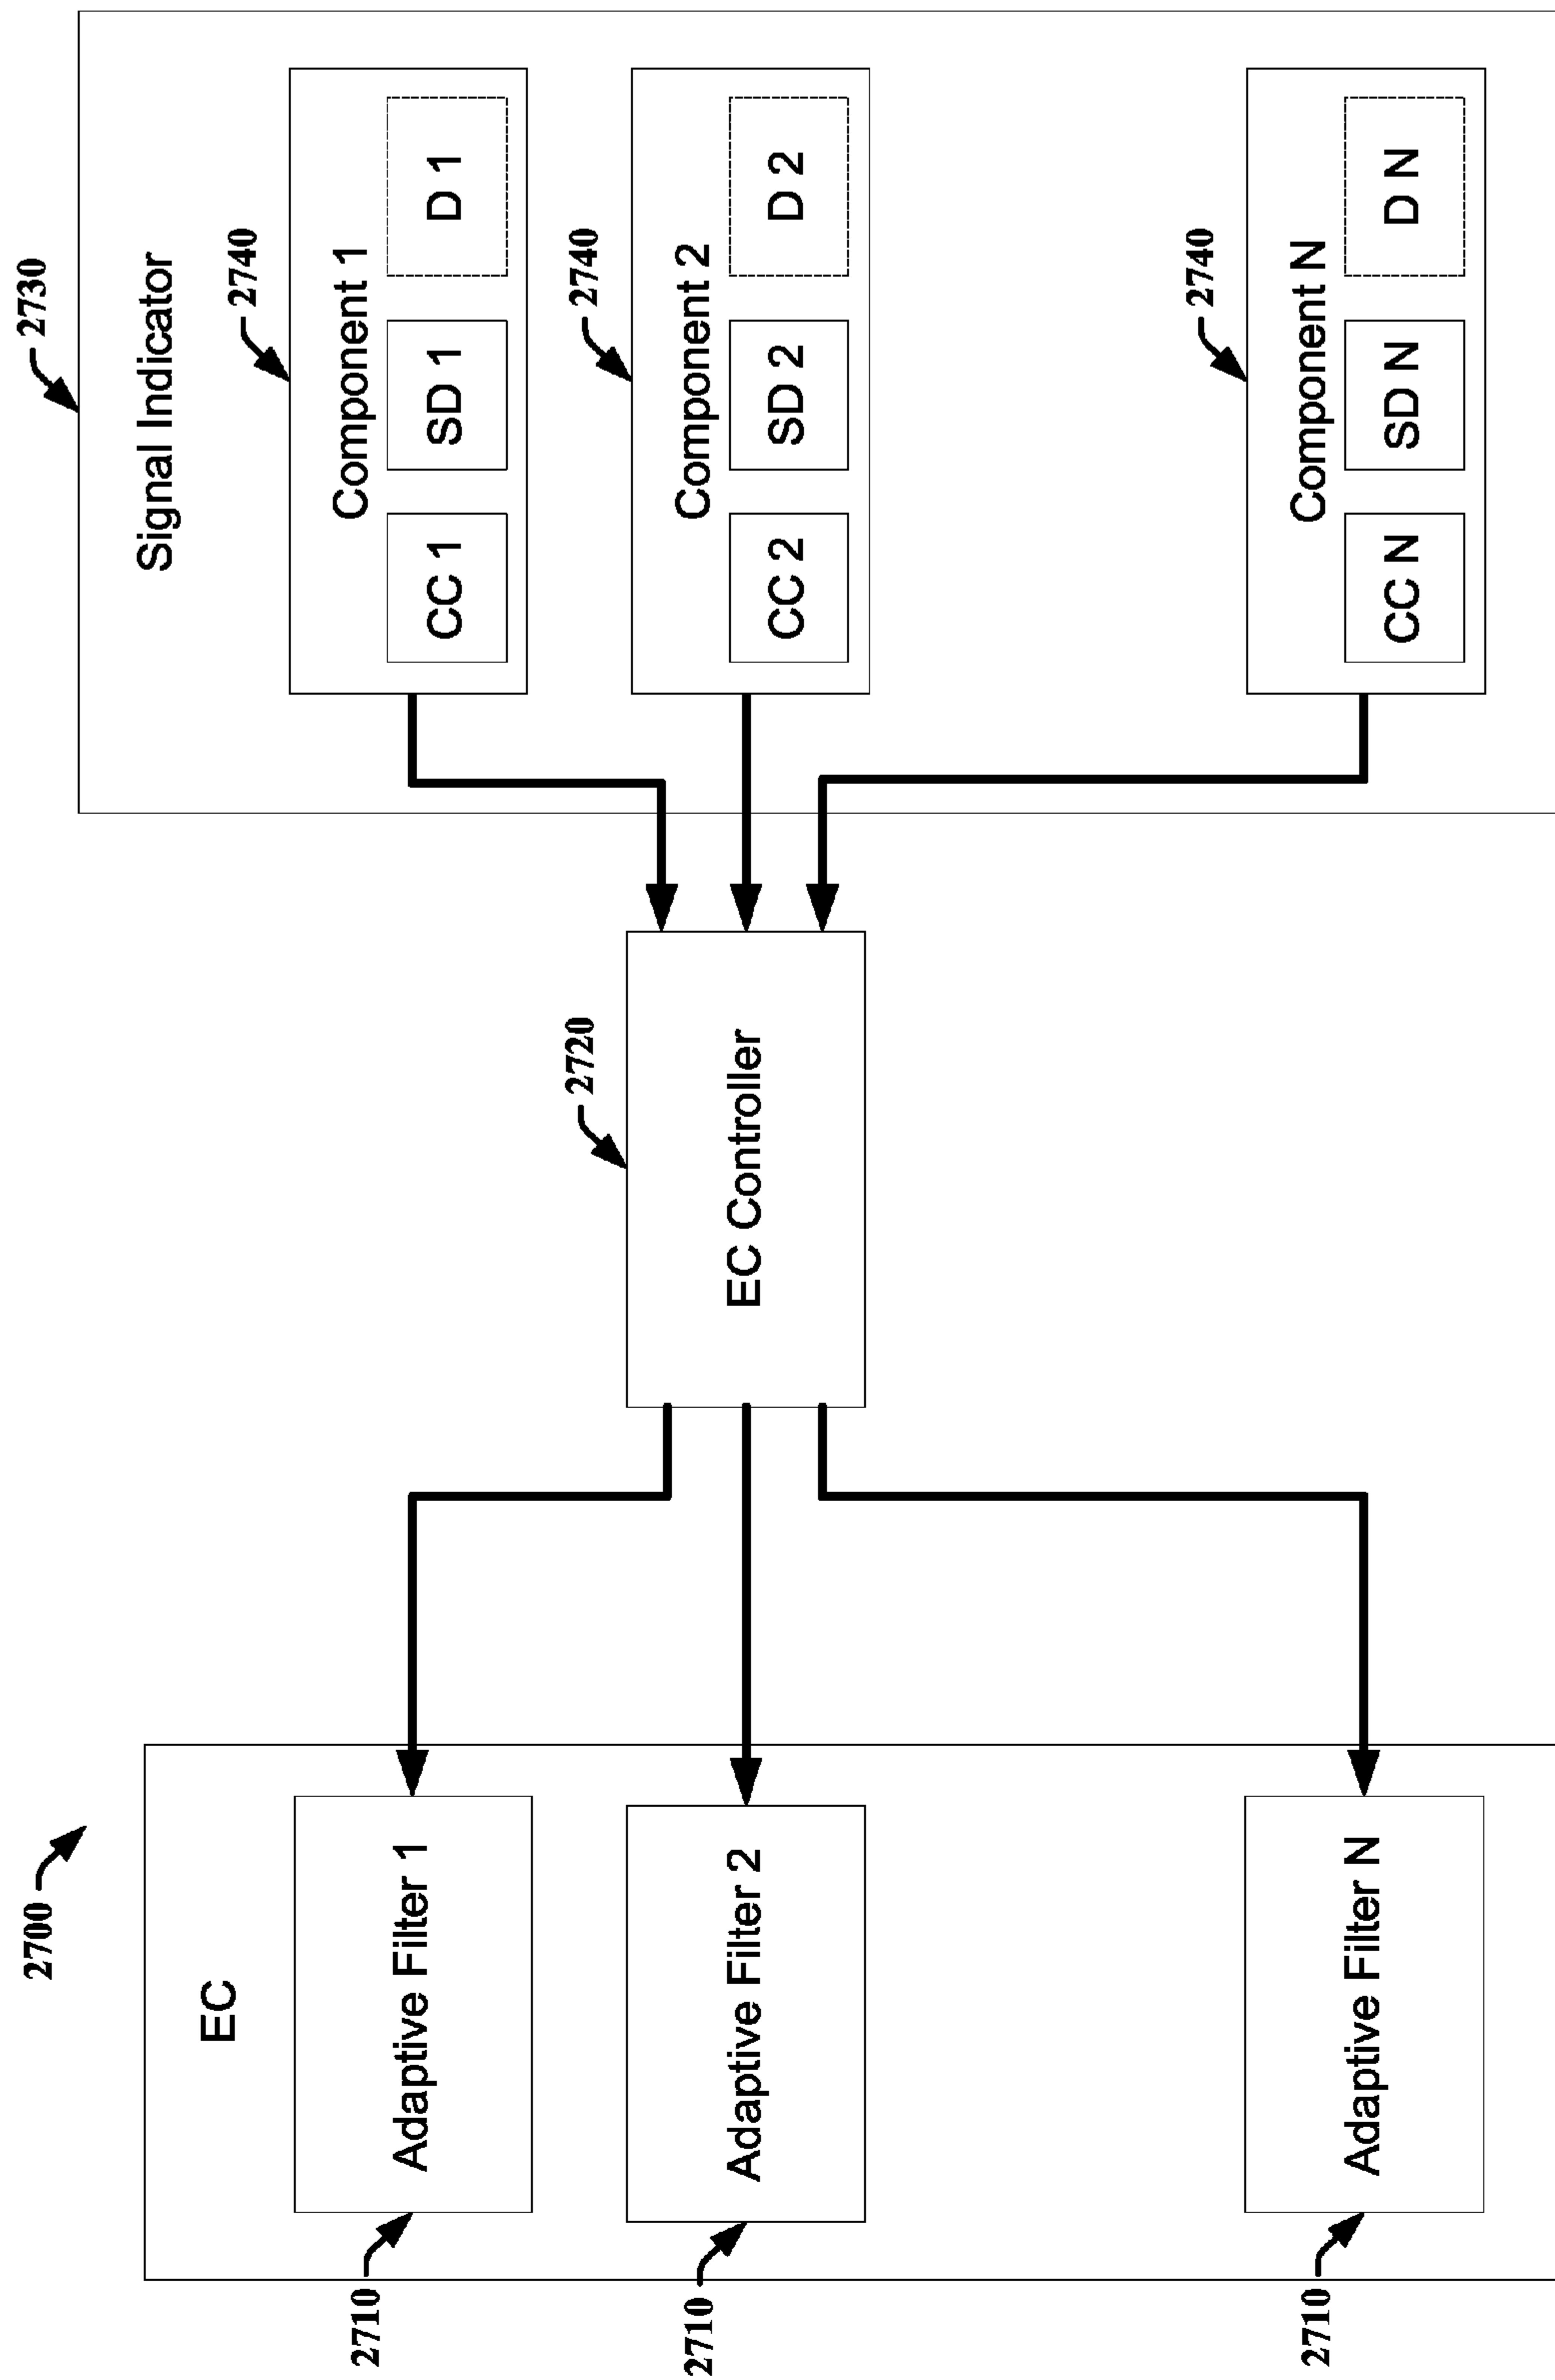 2700
EC
2710
Adaptive Filter 1
2710
Adaptive Filter 2
2710
Adaptive Filter N
2720
EC Controller
2730
Signal Indicator
2740
Component 1
CC 1
SD 1
D 1
2740
Component 2
CC 2
SD 2
D 2
2740
Component N
CC N
SD N
D N